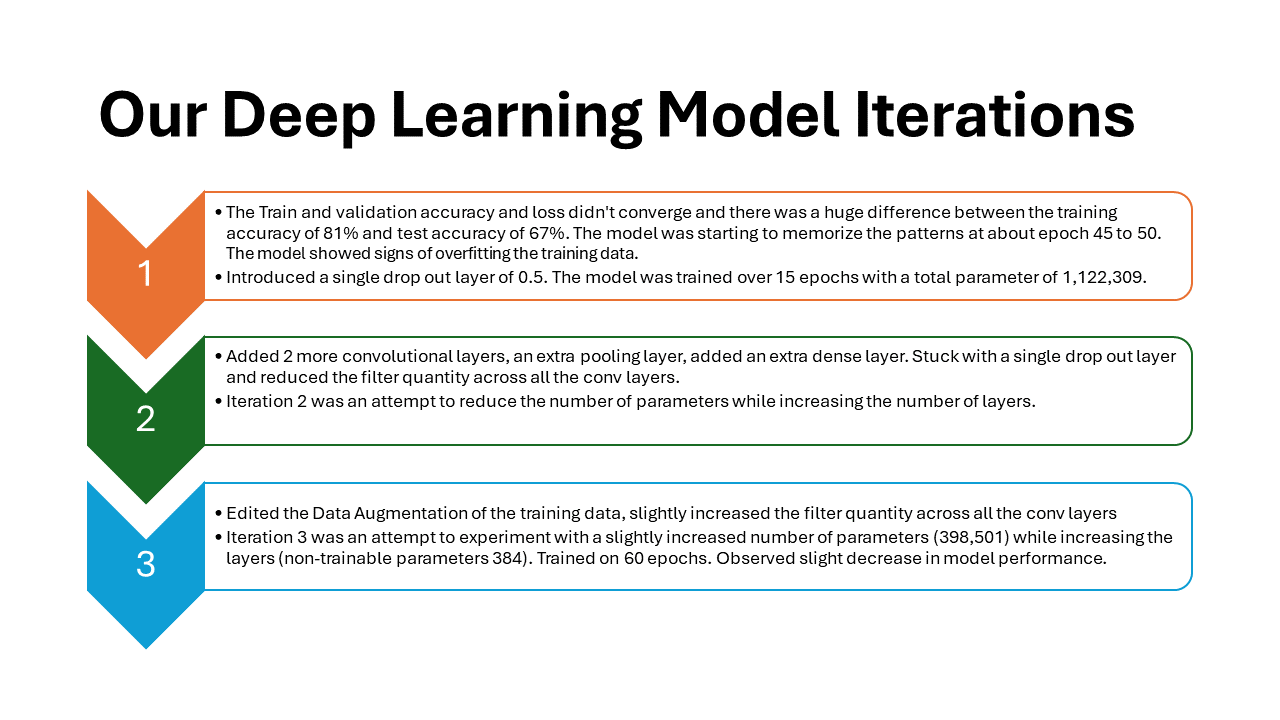 Our Deep Learning Model Iterations
1
• The Train and validation accuracy and loss didn't converge and there was a huge difference between the training
accuracy of 81% and test accuracy of 67%. The model was starting to memorize the patterns at about epoch 45 to 50.
The model showed signs of overfitting the training data.
• Introduced a single drop out layer of 0.5. The model was trained over 15 epochs with a total parameter of 1,122,309.
2
• Added 2 more convolutional layers, an extra pooling layer, added an extra dense layer. Stuck with a single drop out layer
and reduced the filter quantity across all the conv layers.
• Iteration 2 was an attempt to reduce the number of parameters while increasing the number of layers.
3
• Edited the Data Augmentation of the training data, slightly increased the filter quantity across all the conv layers
• Iteration 3 was an attempt to experiment with a slightly increased number of parameters (398,501) while increasing the
layers (non-trainable parameters 384). Trained on 60 epochs. Observed slight decrease in model performance.